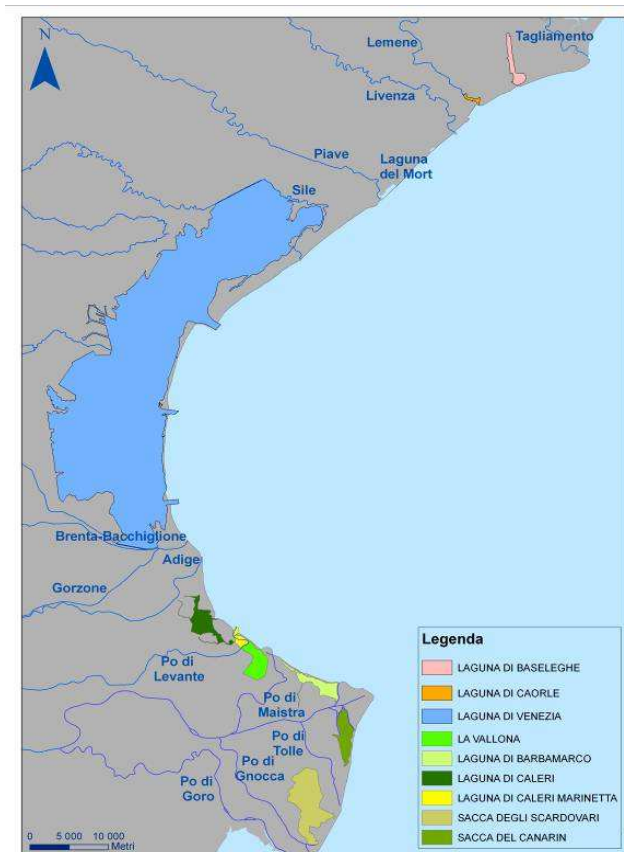 N
Tagliamento
Lemene
Livenza
Piave
Laguna
del Mort
Sile
Brenta-Bacchiglione
Adige
Gorzone
Po di
Levante
Po di
Maistra
Po di
Tolle
Po di
Gnocca
Po di
Goro
0 5 000 10 000
Metri
Legenda
LAGUNA DI BASELEGHE
LAGUNA DI CAORLE
LAGUNA DI VENEZIA
LA VALLONA
LAGUNA DI BARBAMARCO
LAGUNA DI CALERI
LAGUNA DI CALERI MARINETTA
SACCA DEGLI SCARDOVARI
SACCA DEL CANARIN